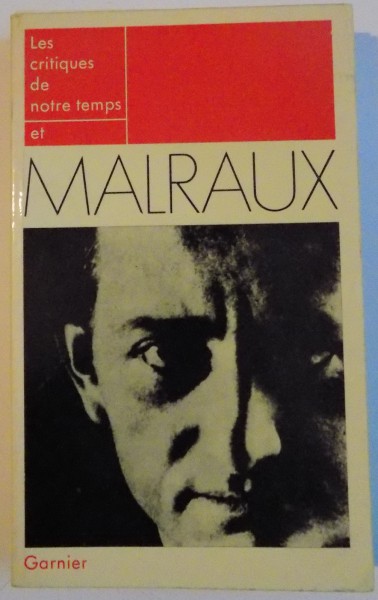 Les
critiques
de
notre temps
et
MALRAUX
Garnier